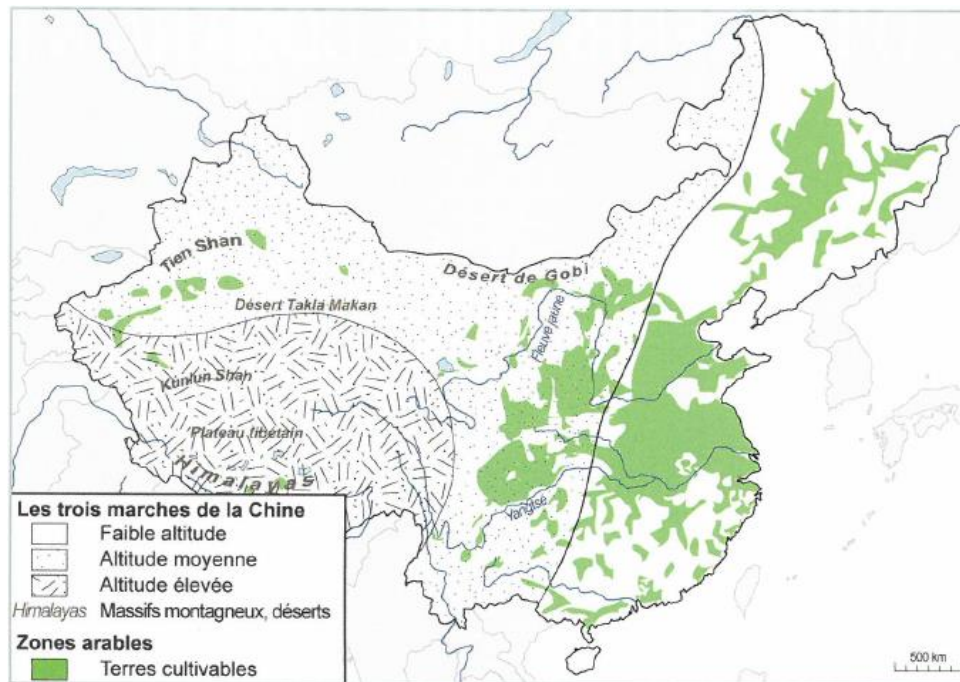 Tien Shan
Désert de Gobi
Désert Takla Makan
Fleuve jaune
Kunlun Shan
Plateau tibétain
Himalayas
Yangtse
Les trois marches de la Chine
Faible altitude
Altitude moyenne
Altitude élevée
Himalayas Massifs montagneux, déserts
Zones arables
Terres cultivables
500 km